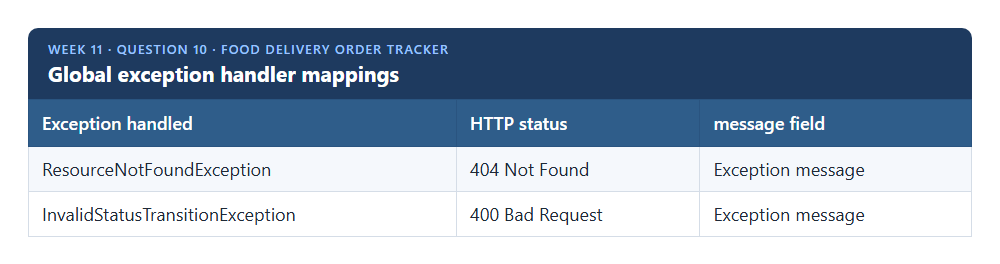 WEEK 11 · QUESTION 10 · FOOD DELIVERY ORDER TRACKER
Global exception handler mappings
Exception handled HTTP status message field
ResourceNotFoundException 404 Not Found Exception message
InvalidStatusTransitionException 400 Bad Request Exception message